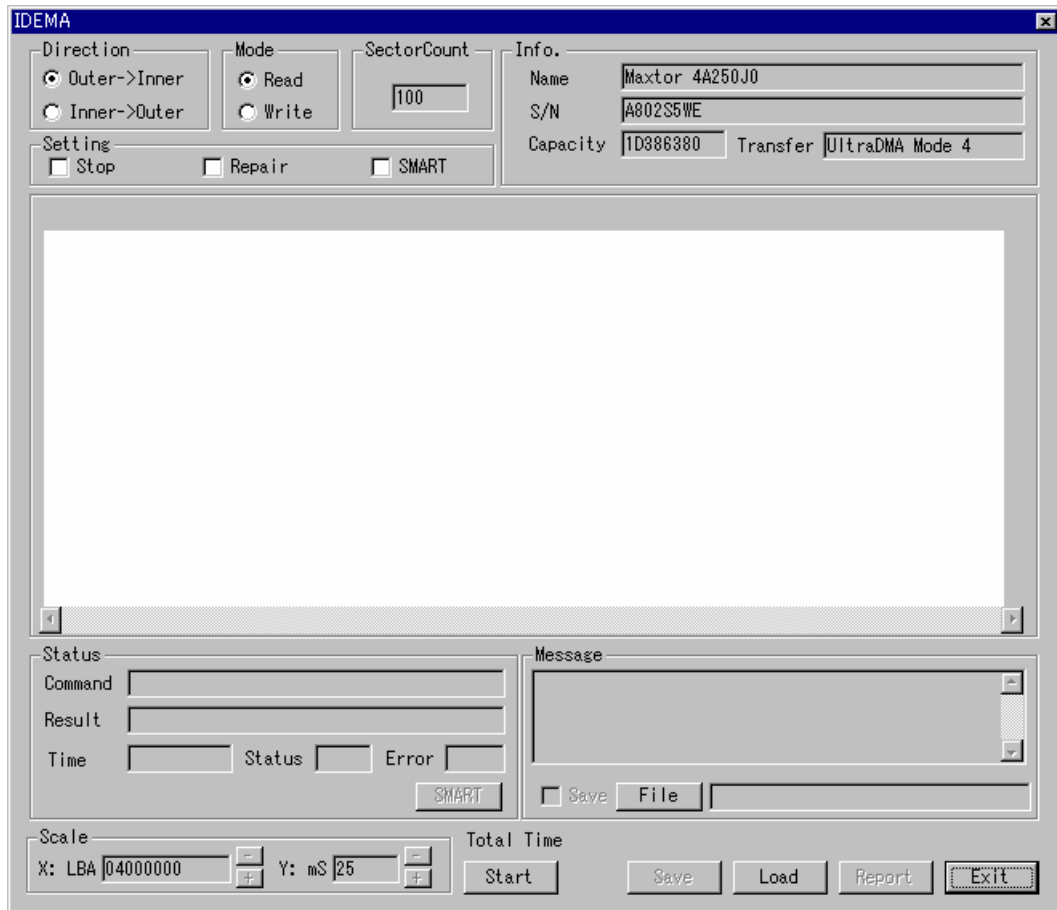 IDEMA
Direction
Outer->Inner
Inner->Outer
Mode
Read
Write
SectorCount
100
Info.
Name Maxtor 4A250J0
S/N A802S5WE
Capacity 1D386380 Transfer UltraDMA Mode 4
Setting
Stop Repair SMART
Status
Command
Result
Time Status Error
SMART
Message
Save File
Scale
X: LBA 04000000 - + Y: mS 25 - +
Total Time
Start Save Load Report Exit